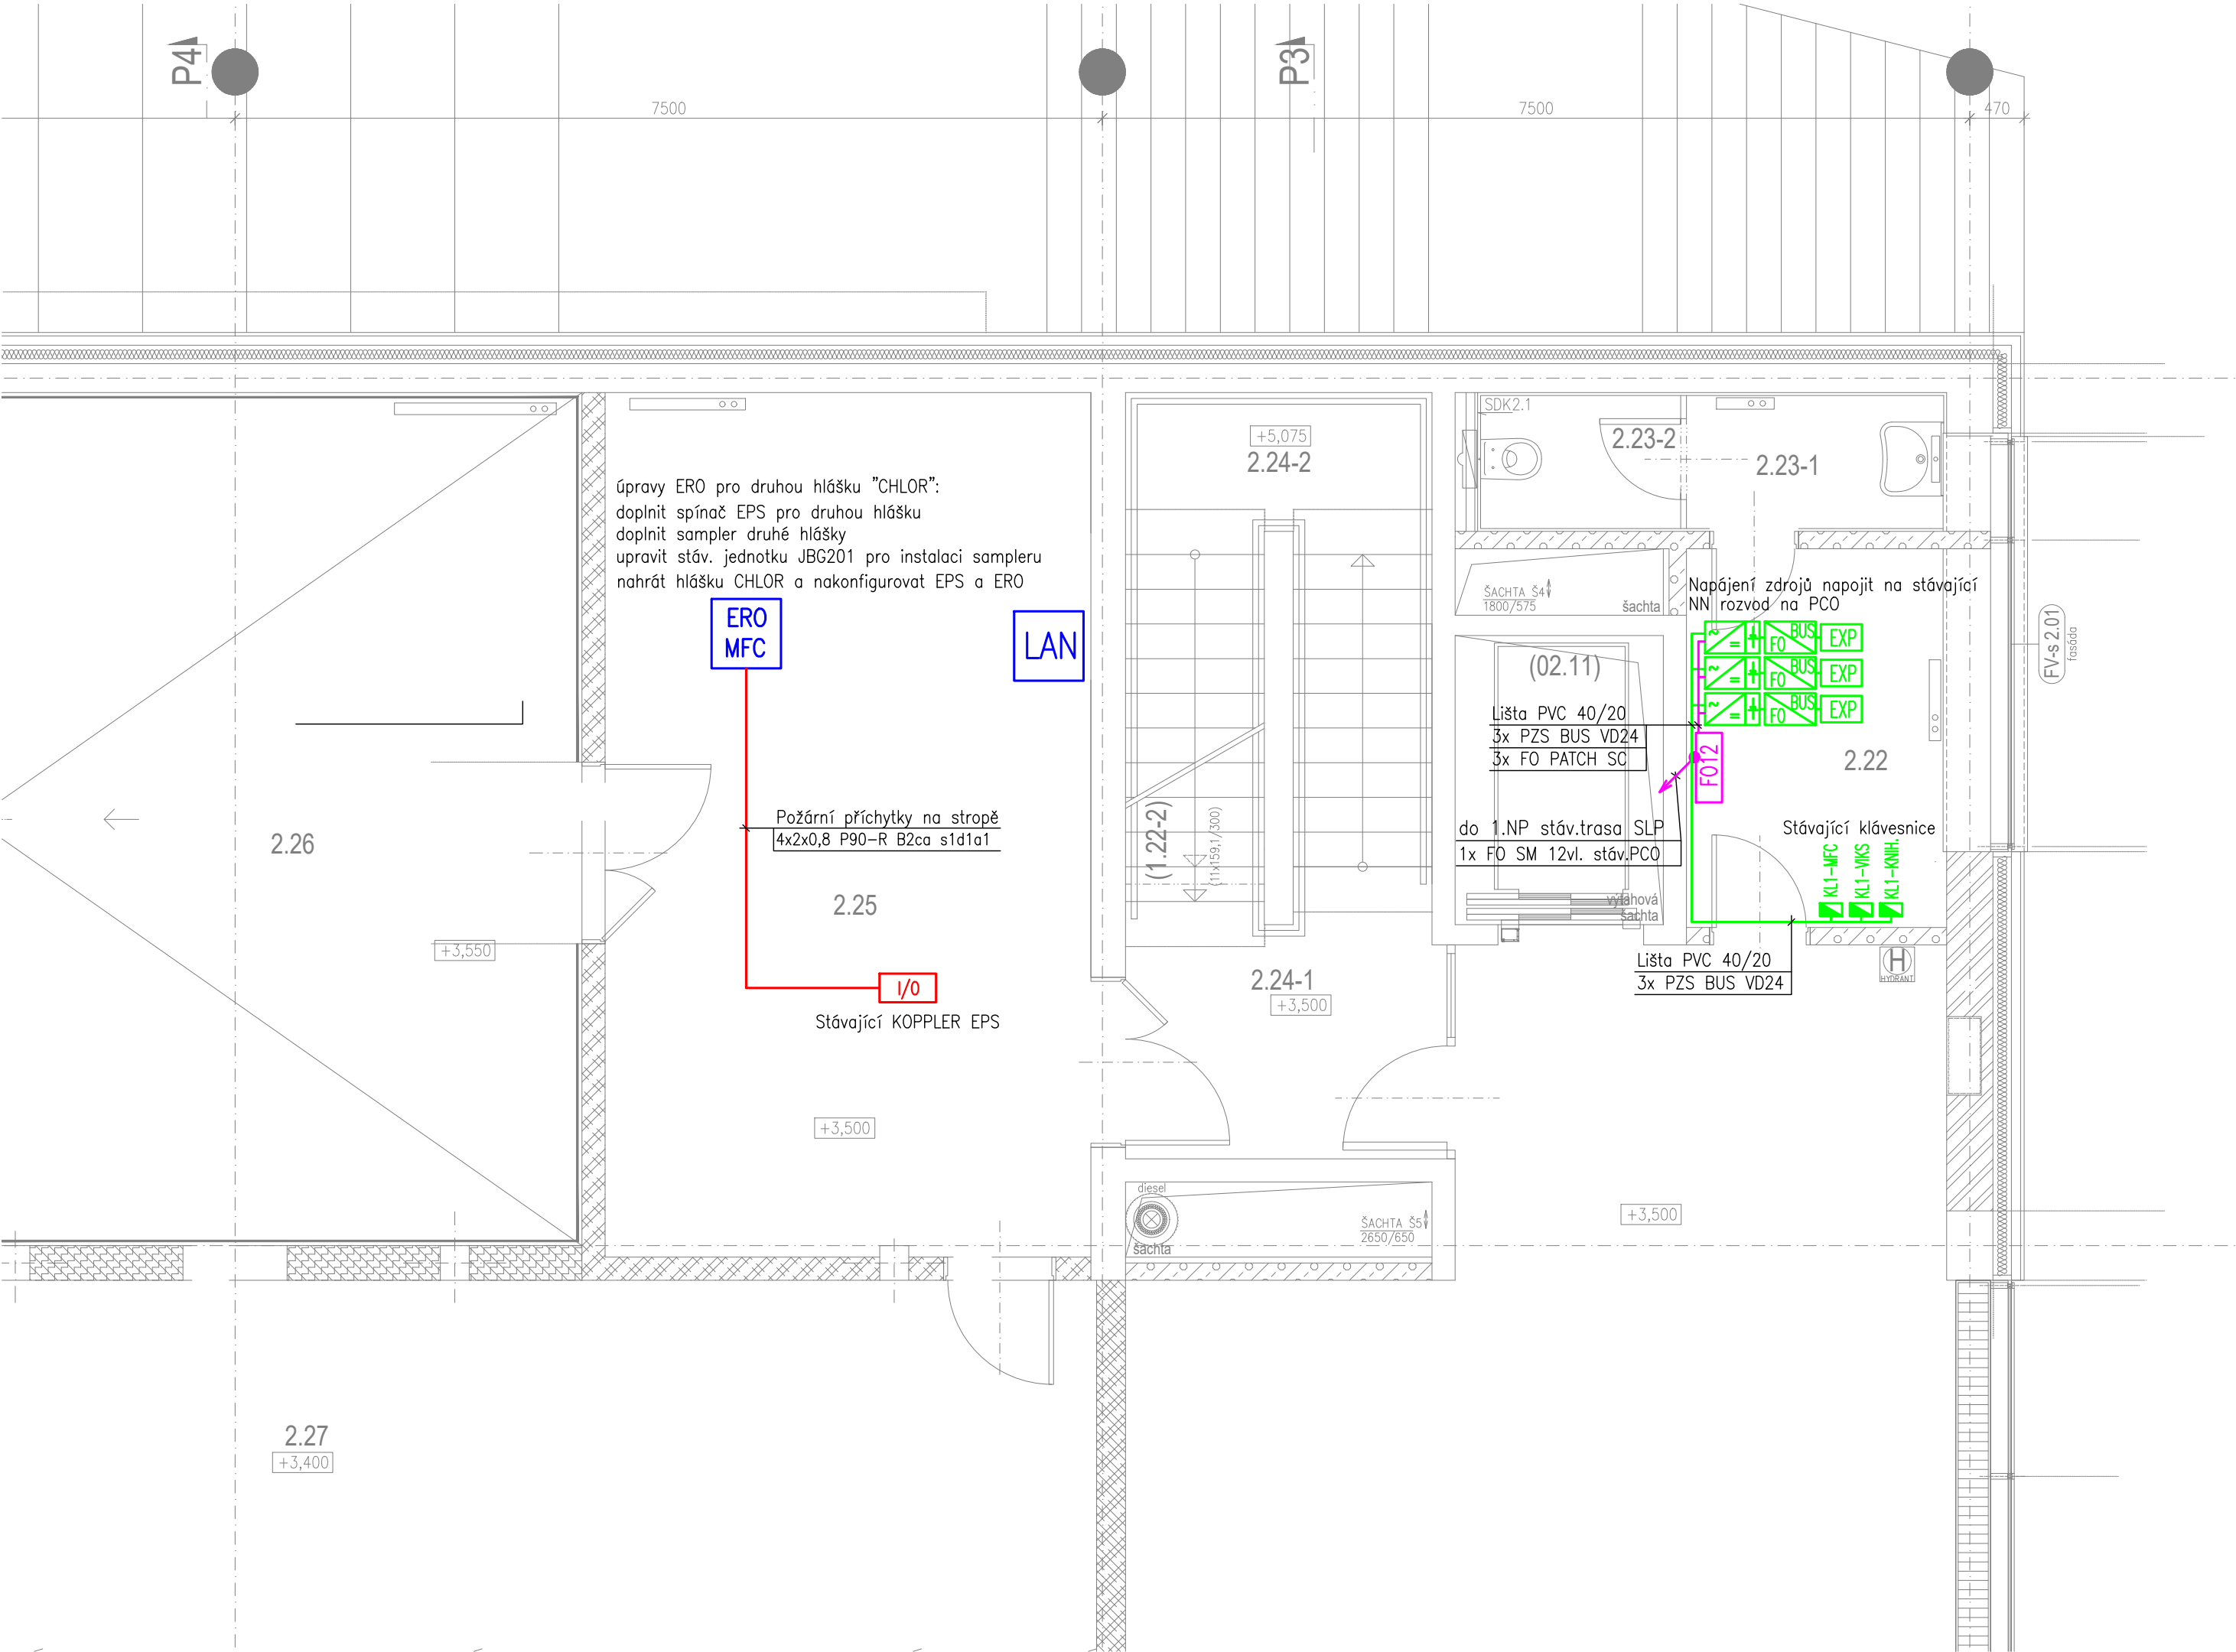 P4
P3
7500
7500
470
SDK2.1
+5,075
2.24-2
2.23-2
2.23-1
úpravy ERO pro druhou hlášku "CHLOR":
doplnit spínač EPS pro druhou hlášku
doplnit sampler druhé hlášky
upravit stáv. jednotku JBG201 pro instalaci sampleru
nahrát hlášku CHLOR a nakonfigurovat EPS a ERO
ERO
MFC
LAN
ŠACHTA Š4
1800/575
šachta
Napájení zdrojů napojit na stávající
NN rozvod na PCO
FO BUS EXP
FO BUS EXP
FO BUS EXP
FV-s 2.01
fasáda
(02.11)
Lišta PVC 40/20
3x PZS BUS VD24
3x FO PATCH SC
FO12
2.22
do 1.NP stáv.trasa SLP
1x FO SM 12vl. stáv.PCO
Stávající klávesnice
KL1-MFC
KL1-VIKS
KL1-KNIH.
Požární příchytky na stropě
4x2x0,8 P90-R B2ca s1d1a1
(1.22-2)
(11x159,1/300)
2.26
2.25
+3,550
výtahová
šachta
Lišta PVC 40/20
3x PZS BUS VD24
H
HYDRANT
I/O
Stávající KOPPLER EPS
2.24-1
+3,500
+3,500
diesel
šachta
ŠACHTA Š5
2650/650
+3,500
2.27
+3,400